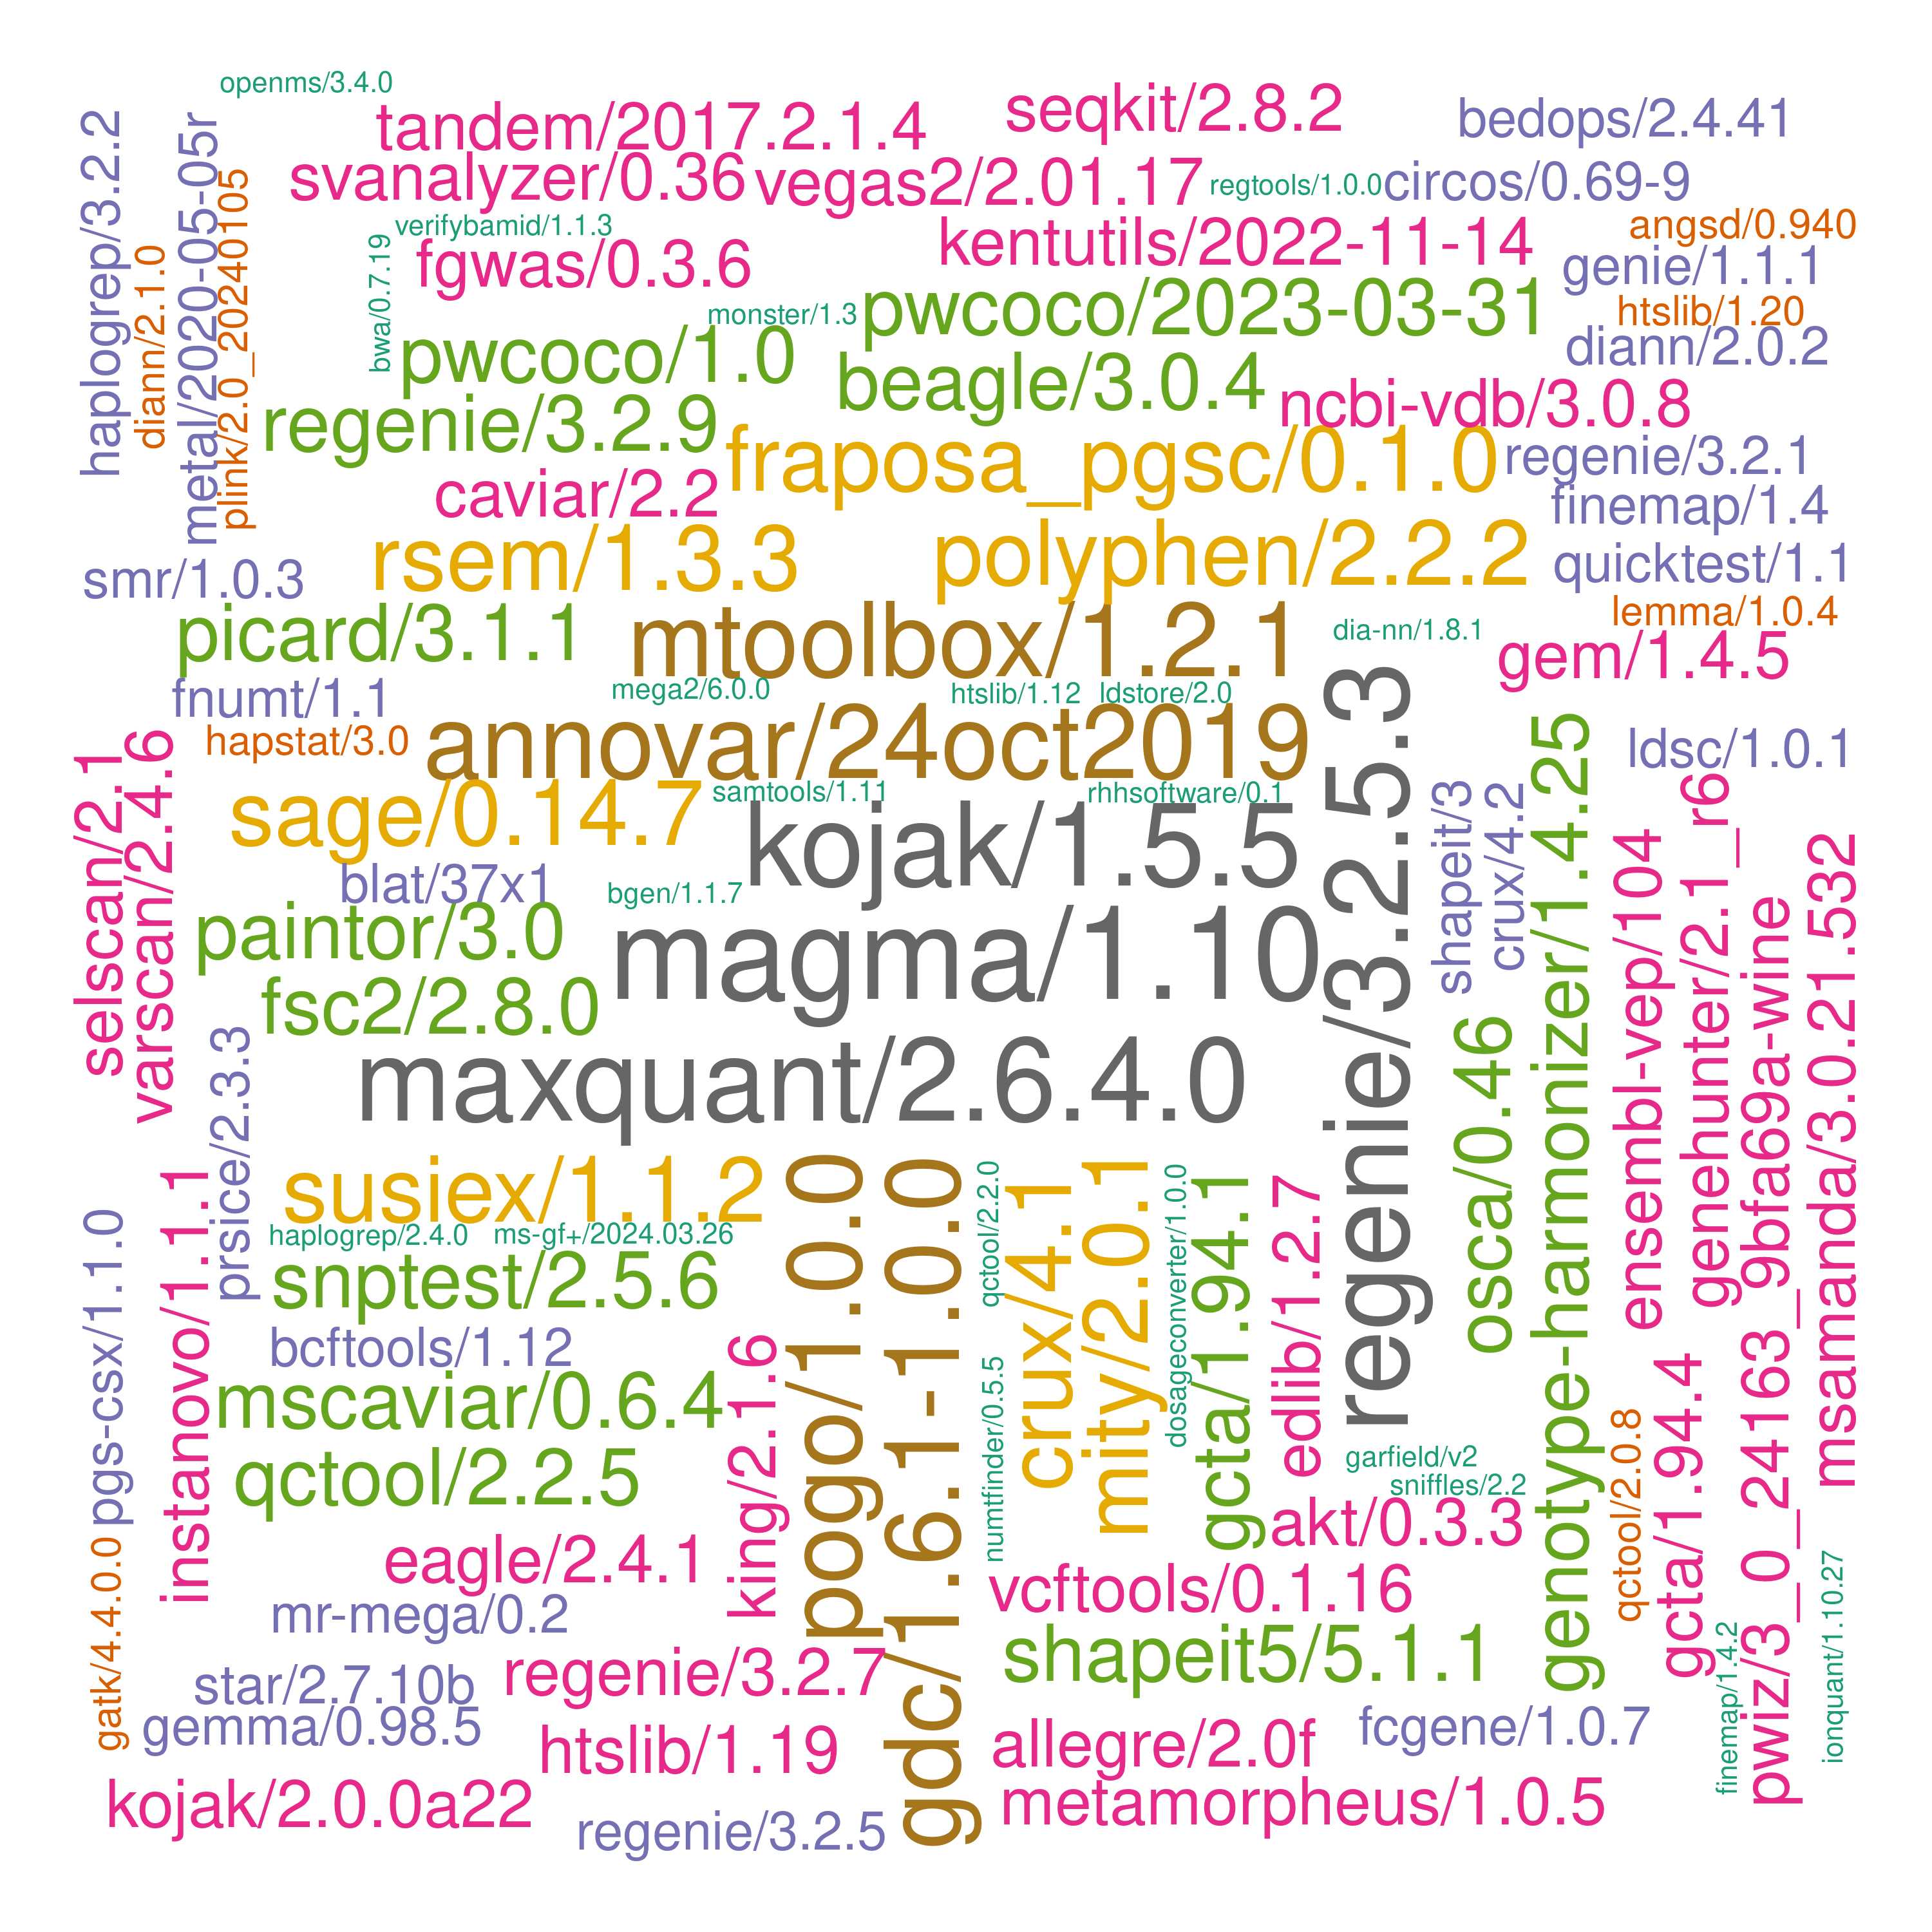 openms/3.4.0
tandem/2017.2.1.4
seqkit/2.8.2
bedops/2.4.41
haplogrep/3.2.2
metal/2020-05-05r
svanalyzer/0.36
vegas2/2.01.17
regtools/1.0.0
circos/0.69-9
plink/2.0_20240105
diann/2.1.0
verifybamid/1.1.3
bwa/0.7.19
fgwas/0.3.6
kentutils/2022-11-14
angsd/0.940
genie/1.1.1
monster/1.3
pwcoco/2023-03-31
htslib/1.20
pwcoco/1.0
beagle/3.0.4
diann/2.0.2
regenie/3.2.9
ncbi-vdb/3.0.8
fraposa_pgsc/0.1.0
regenie/3.2.1
caviar/2.2
finemap/1.4
rsem/1.3.3
polyphen/2.2.2
quicktest/1.1
smr/1.0.3
lemma/1.0.4
picard/3.1.1
mtoolbox/1.2.1
dia-nn/1.8.1
gem/1.4.5
fnumt/1.1
mega2/6.0.0
htslib/1.12
ldstore/2.0
hapstat/3.0
annovar/24oct2019
regenie/3.2.5.3
genotype-harmonizer/1.4.25
ldsc/1.0.1
selscan/2.1
varscan/2.4.6
sage/0.14.7
samtools/1.11
rhhsoftware/0.1
kojak/1.5.5
shapeit/3
crux/4.2
ensembl-vep/104
genehunter/2.1_r6
pwiz/3_0_24163_9bfa69a-wine
msamanda/3.0.21.532
blat/37x1
bgen/1.1.7
paintor/3.0
magma/1.10
fsc2/2.8.0
osca/0.46
maxquant/2.6.4.0
prsice/2.3.3
susiex/1.1.2
pogo/1.0.0
gdc/1.6.1-1.0.0
qctool/2.2.0
crux/4.1
mity/2.0.1
dosageconverter/1.0.0
gcta/1.94.1
edlib/1.2.7
instanovo/1.1.1
pgs-csx/1.1.0
haplogrep/2.4.0
ms-gf+/2024.03.26
snptest/2.5.6
bcftools/1.12
king/2.1.6
numtfinder/0.5.5
mscaviar/0.6.4
gcta/1.94.4
qctool/2.0.8
garfield/v2
sniffles/2.2
qctool/2.2.5
akt/0.3.3
gatk/4.4.0.0
eagle/2.4.1
vcftools/0.1.16
ionquant/1.10.27
mr-mega/0.2
shapeit5/5.1.1
finemap/1.4.2
regenie/3.2.7
star/2.7.10b
gemma/0.98.5
htslib/1.19
allegre/2.0f
fcgene/1.0.7
kojak/2.0.0a22
metamorpheus/1.0.5
regenie/3.2.5